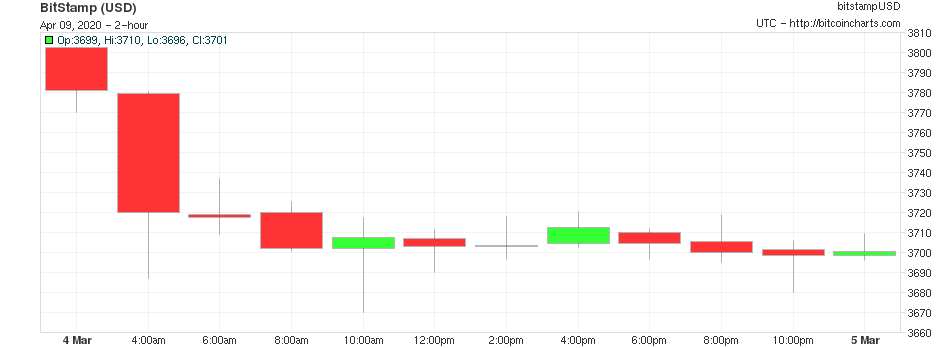 BitStamp (USD)
bitstampUSD
Apr 09, 2020 - 2-hour
UTC - http://bitcoincharts.com
Op:3699, Hi:3710, Lo:3696, Cl:3701
3810
3800
3790
3780
3770
3760
3750
3740
3730
3720
3710
3700
3690
3680
3670
3660
4 Mar 4:00am 6:00am 8:00am 10:00am 12:00pm 2:00pm 4:00pm 6:00pm 8:00pm 10:00pm 5 Mar